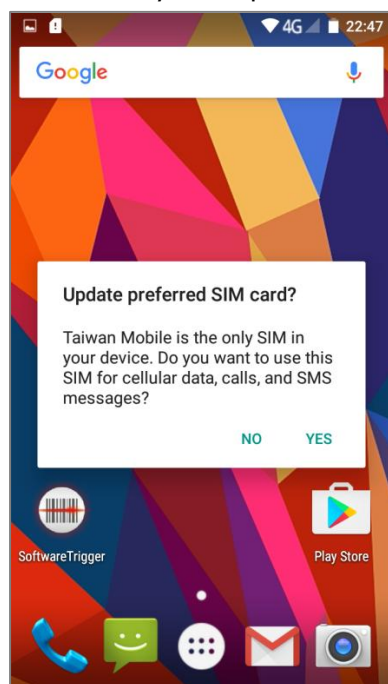 4G 22:47
Google
Update preferred SIM card?
Taiwan Mobile is the only SIM in
your device. Do you want to use this
SIM for cellular data, calls, and SMS
messages?
NO YES
SoftwareTrigger Play Store